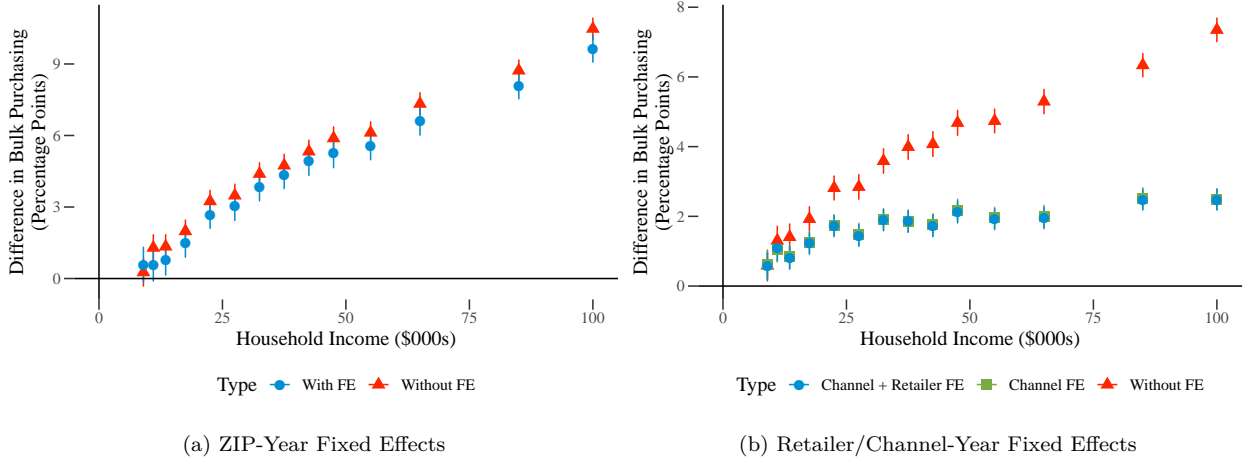 Difference in Bulk Purchasing
(Percentage Points)
9
6
3
0
0
25
50
75
100
Household Income ($000s)
Type With FE Without FE
(a) ZIP-Year Fixed Effects
Difference in Bulk Purchasing
(Percentage Points)
8
6
4
2
0
0
25
50
75
100
Household Income ($000s)
Type Channel + Retailer FE Channel FE Without FE
(b) Retailer/Channel-Year Fixed Effects